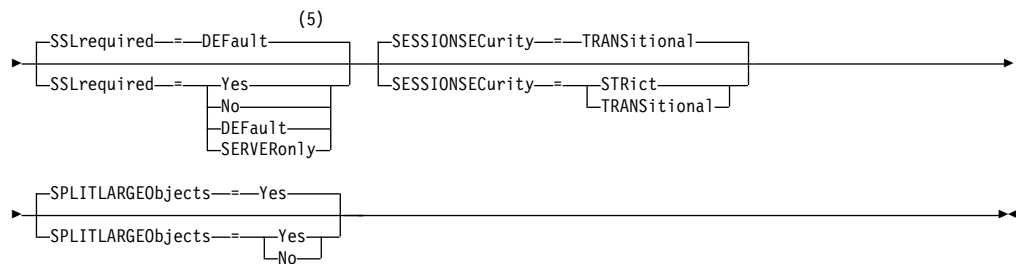 (5)
SSLrequired = DEFault SESSIONSECurity = TRANSitional
SSLrequired = Yes SESSIONSECurity = STRict
No TRANSitional
DEFault
SERVERonly
SPLITLARGEObjects = Yes
SPLITLARGEObjects = Yes
No